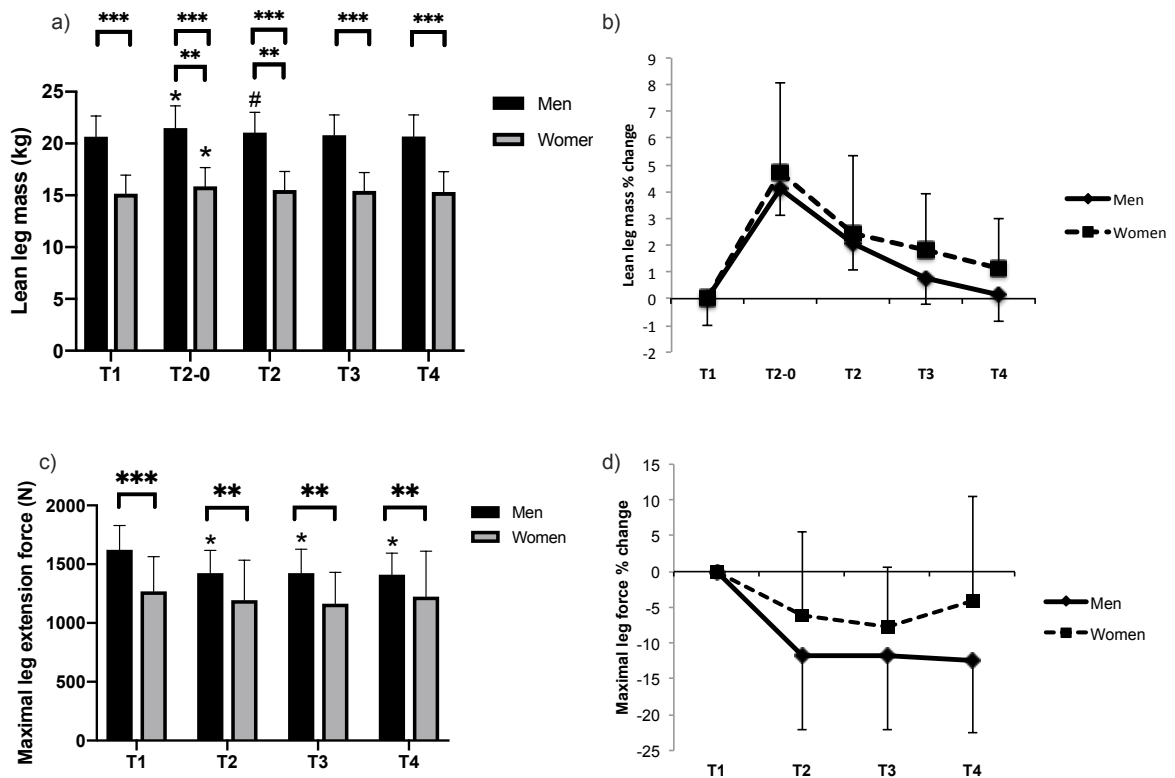 a)
*** *** *** *** ***
** **
* #
*
25
20
15
10
5
0
Lean leg mass (kg)
T1 T2-0 T2 T3 T4
Men
Womer
b)
9
8
7
6
5
4
3
2
1
0
-1
-2
Lean leg mass % change
T1 T2-0 T2 T3 T4
Men
Women
c)
*** ** ** **
* * *
2000
1500
1000
500
0
Maximal leg extension force (N)
T1 T2 T3 T4
Men
Women
d)
15
10
5
0
-5
-10
-15
-20
-25
Maximal leg force % change
T1 T2 T3 T4
Men
Women